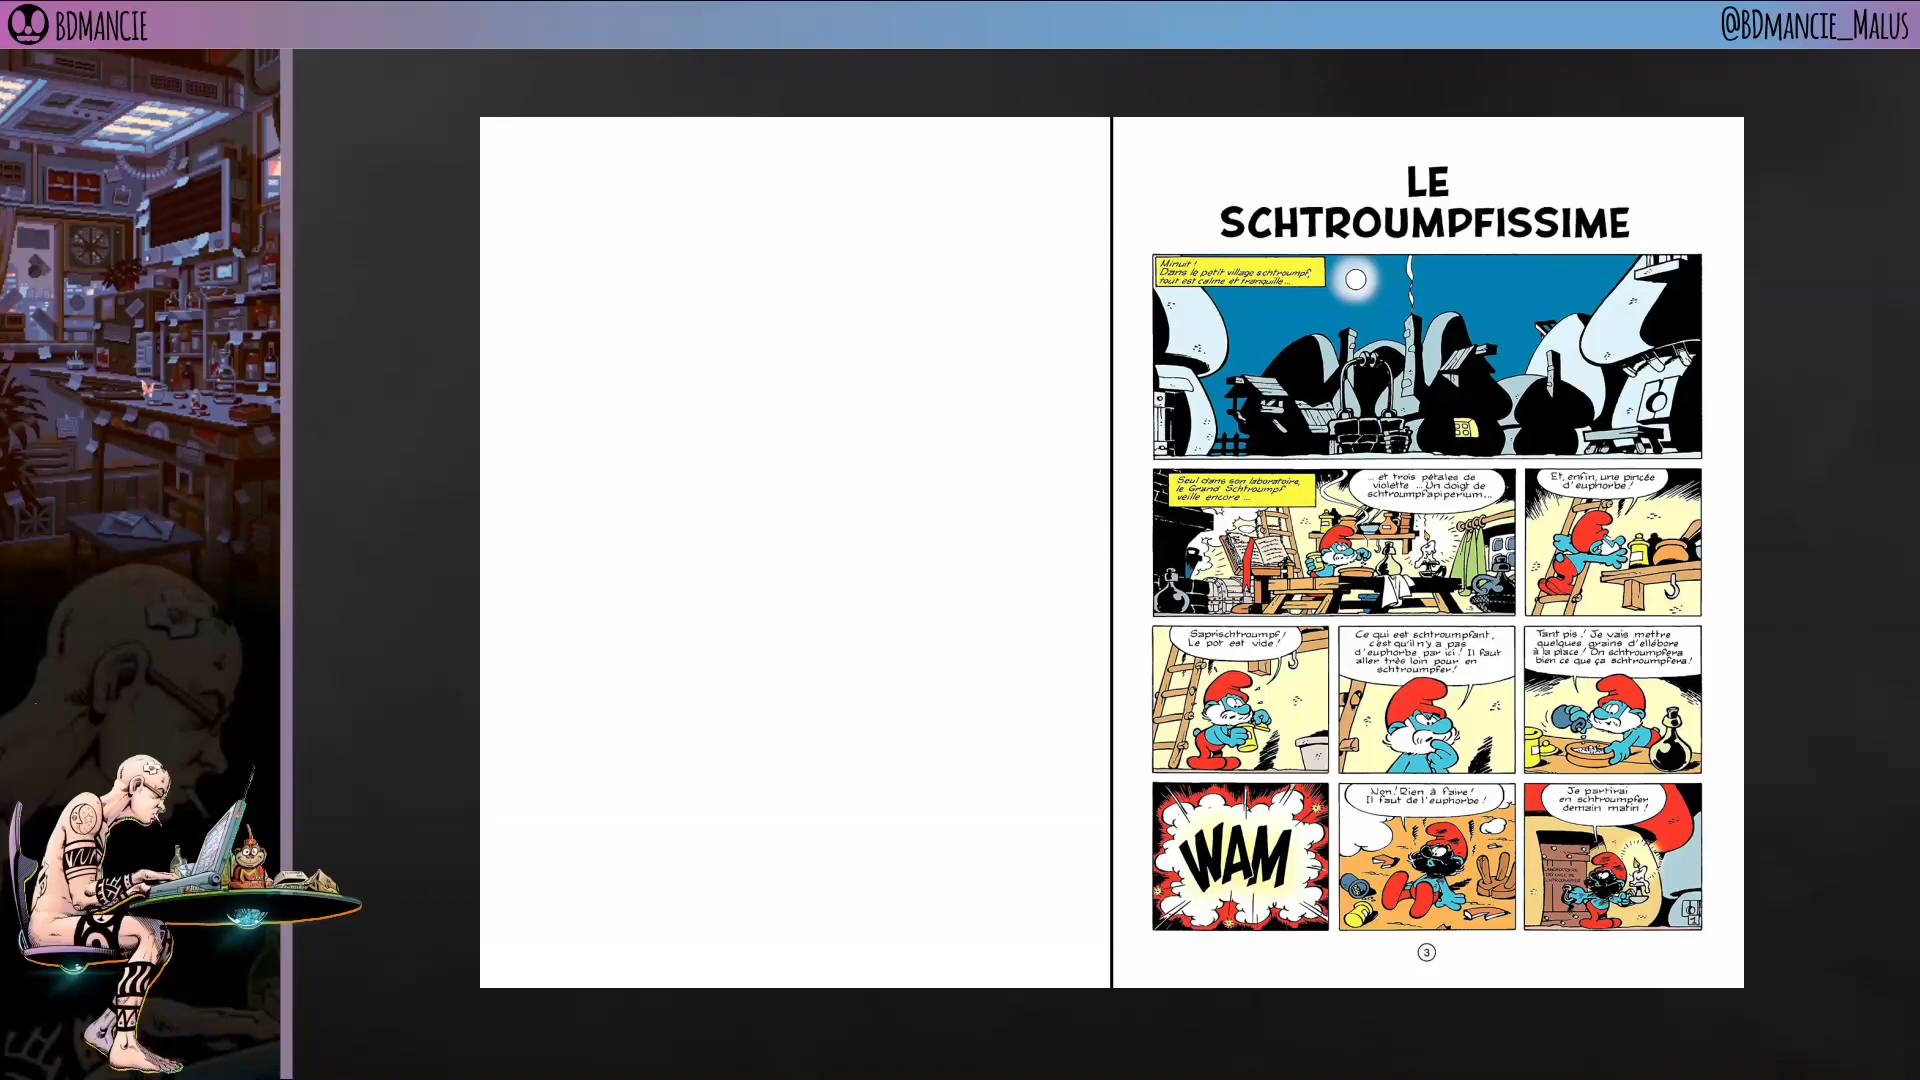 BDMANCIE
@BDMANCIE_MALUS
LE
SCHTROUMPFISSIME
Minuit !
Dans le petit village schtroumpf,
tout est calme et tranquille...
Seul dans son laboratoire,
le Grand Schtroumpf
veille encore ...
... et trois pétales de
violette ... Un doigt de
schtroumpfapiperium...
Et, enfin, une pincée
d'euphorbe !
Saprischtroumpf !
Le pot est vide !
Ce qui est schtroumpfant,
c'est qu'il n'y a pas
d'euphorbe par ici ! Il faut
aller très loin pour en
schtroumpfer !
Tant pis ! Je vais mettre
quelques grains d'ellébore
à la place ! On schtroumpfera
bien ce que ça schtroumpfera !
WAM
Non ! Rien à faire !
Il faut de l'euphorbe !
Je partirai
en schtroumpfer
demain matin !
LABORATOIRE
DEFENSE DE
SCHTROUMPFER
3